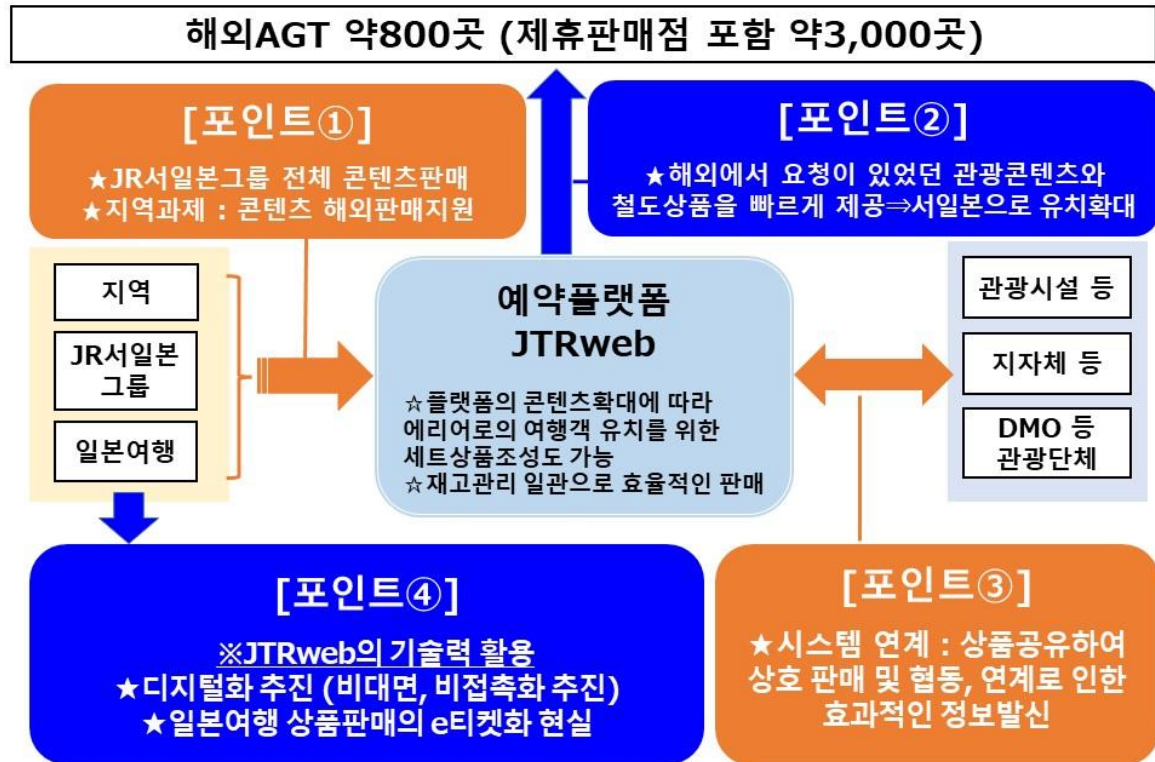 해외AGT 약800곳 (제휴판매점 포함 약3,000곳)
[포인트①]
★JR서일본그룹 전체 콘텐츠판매
★지역과제 : 콘텐츠 해외판매지원
[포인트②]
★해외에서 요청이 있었던 관광콘텐츠와
철도상품을 빠르게 제공⇒서일본으로 유치확대
지역
JR서일본
그룹
일본여행
예약플랫폼
JTRweb
☆플랫폼의 콘텐츠확대에 따라
에리어로의 여행객 유치를 위한
세트상품조성도 가능
☆재고관리 일관으로 효율적인 판매
관광시설 등
지자체 등
DMO 등
관광단체
[포인트④]
※JTRweb의 기술력 활용
★디지털화 추진 (비대면, 비접촉화 추진)
★일본여행 상품판매의 e티켓화 현실
[포인트③]
★시스템 연계 : 상품공유하여
상호 판매 및 협동, 연계로 인한
효과적인 정보발신